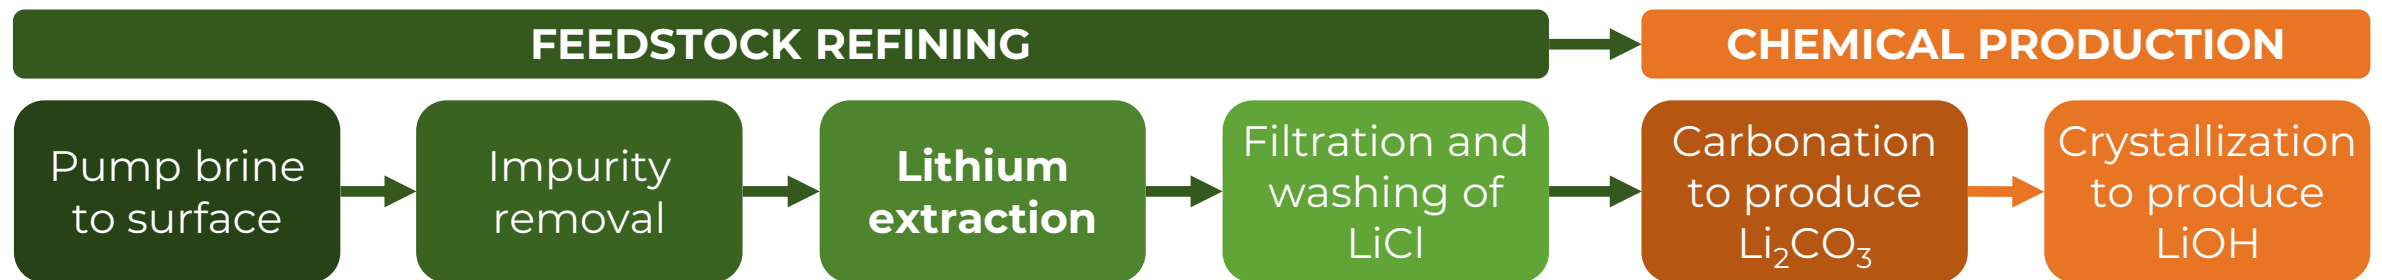 FEEDSTOCK REFINING
CHEMICAL PRODUCTION
Pump brine
to surface
Impurity
removal
Lithium
extraction
Filtration and
washing of
LiCl
Carbonation
to produce
Li₂CO₃
Crystallization
to produce
LiOH